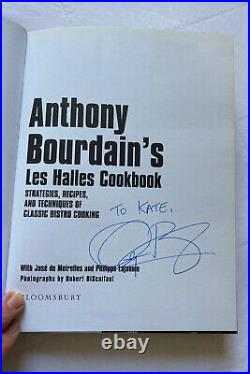 Anthony
Bourdain's
Les Halles Cookbook
STRATEGIES, RECIPES,
AND TECHNIQUES OF
CLASSIC BISTRO COOKING
TO KATE,
With José de Meirelles and Philippe Lajaunie
Photographs by Robert DiScalfani
BLOOMSBURY